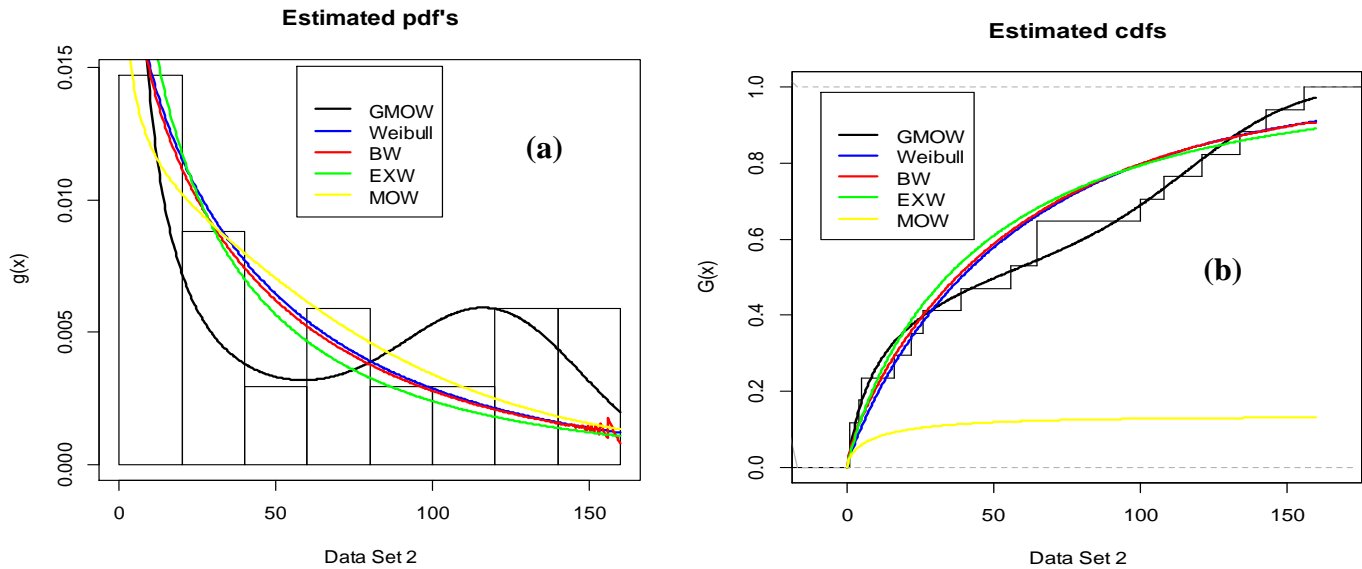 Estimated pdf's
0.015
0.010
0.005
0.000
g(x)
GMOW
Weibull
BW
EXW
MOW
(a)
0
50
100
150
Data Set 2
Estimated cdfs
1.0
0.8
0.6
0.4
0.2
0.0
G(x)
GMOW
Weibull
BW
EXW
MOW
(b)
0
50
100
150
Data Set 2